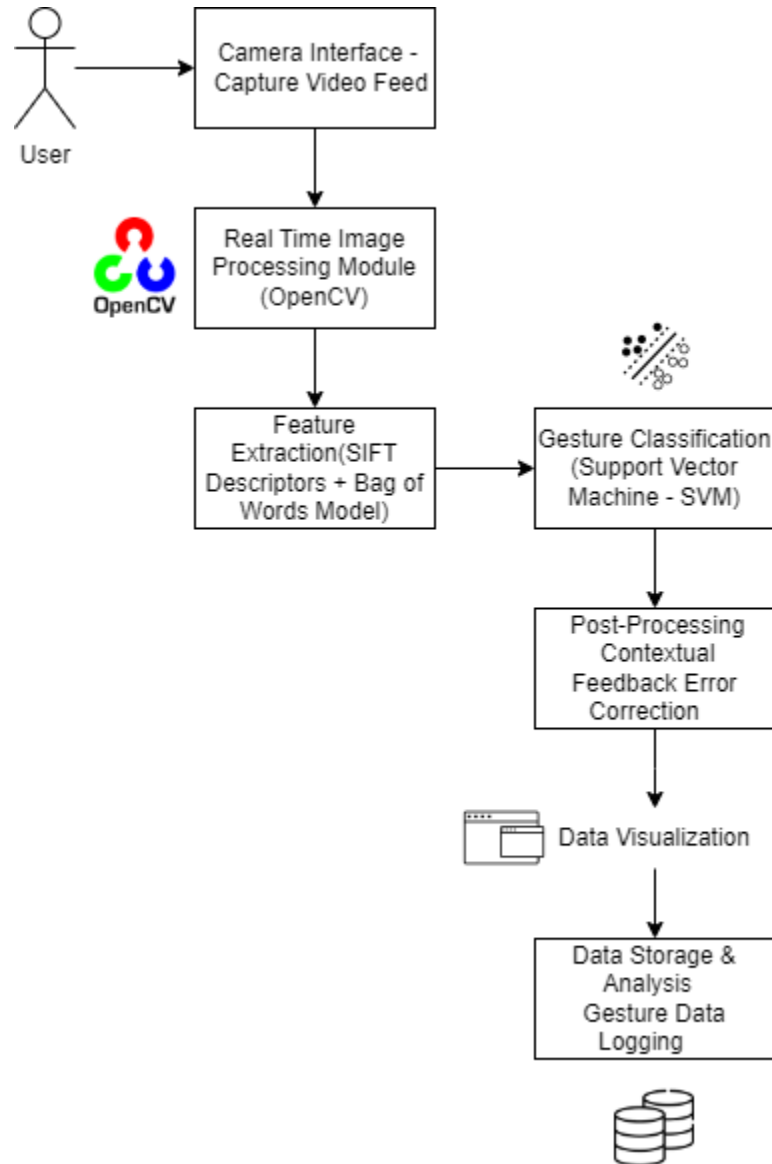 Camera Interface -
Capture Video Feed
User
Real Time Image
Processing Module
(OpenCV)
OpenCV
Feature
Extraction(SIFT
Descriptors + Bag of
Words Model)
Gesture Classification
(Support Vector
Machine - SVM)
Post-Processing
Contextual
Feedback Error
Correction
Data Visualization
Data Storage &
Analysis
Gesture Data
Logging